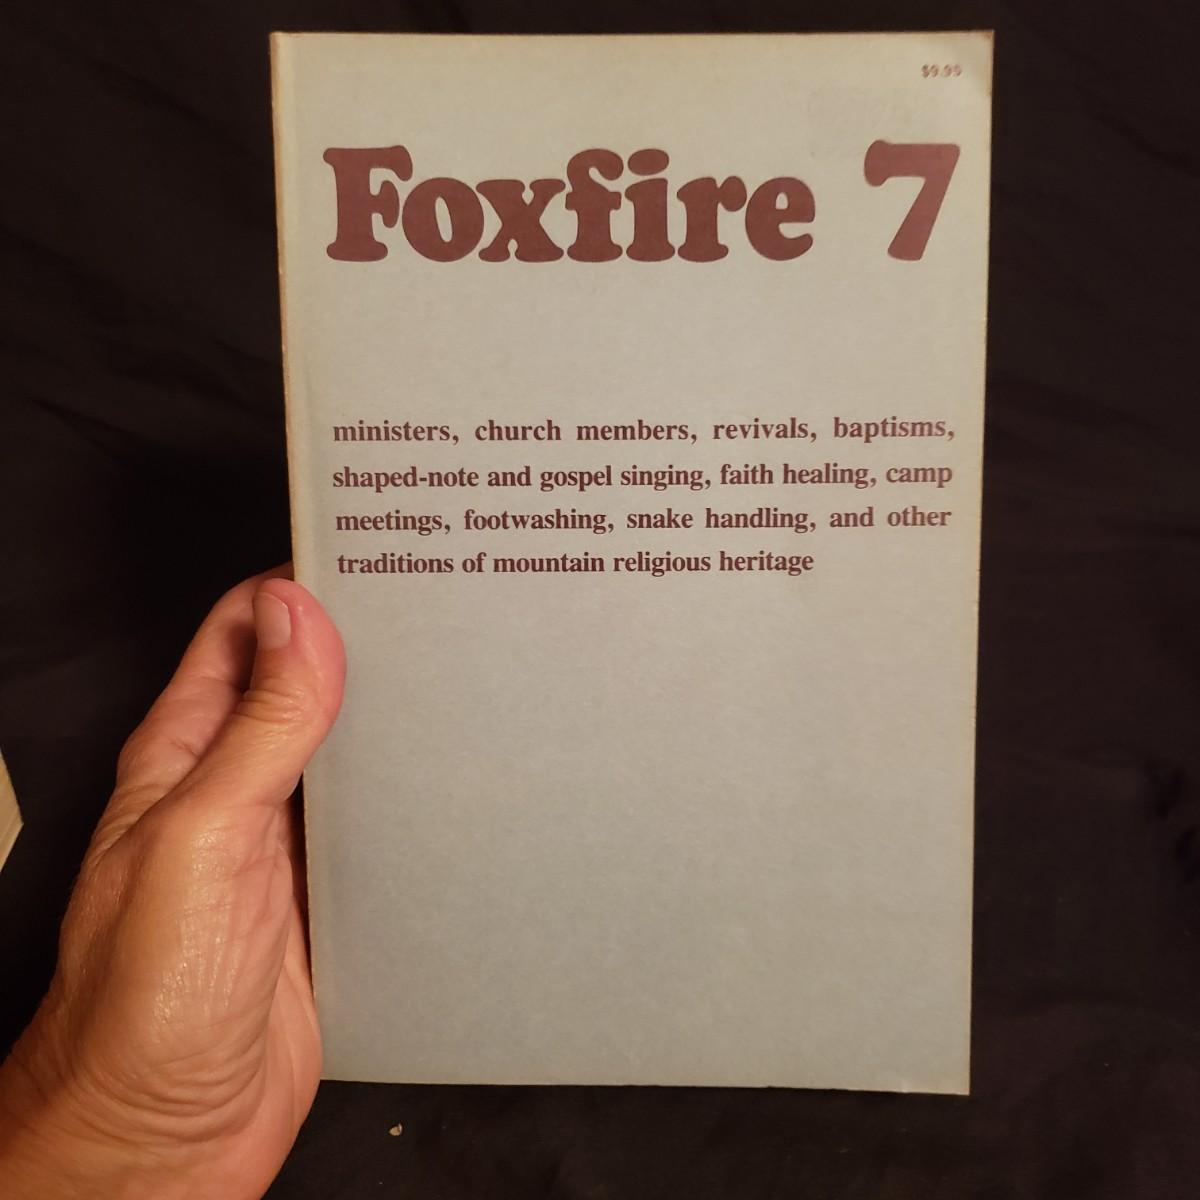 $9.95
Foxfire 7
ministers, church members, revivals, baptisms,
shaped-note and gospel singing, faith healing, camp
meetings, footwashing, snake handling, and other
traditions of mountain religious heritage